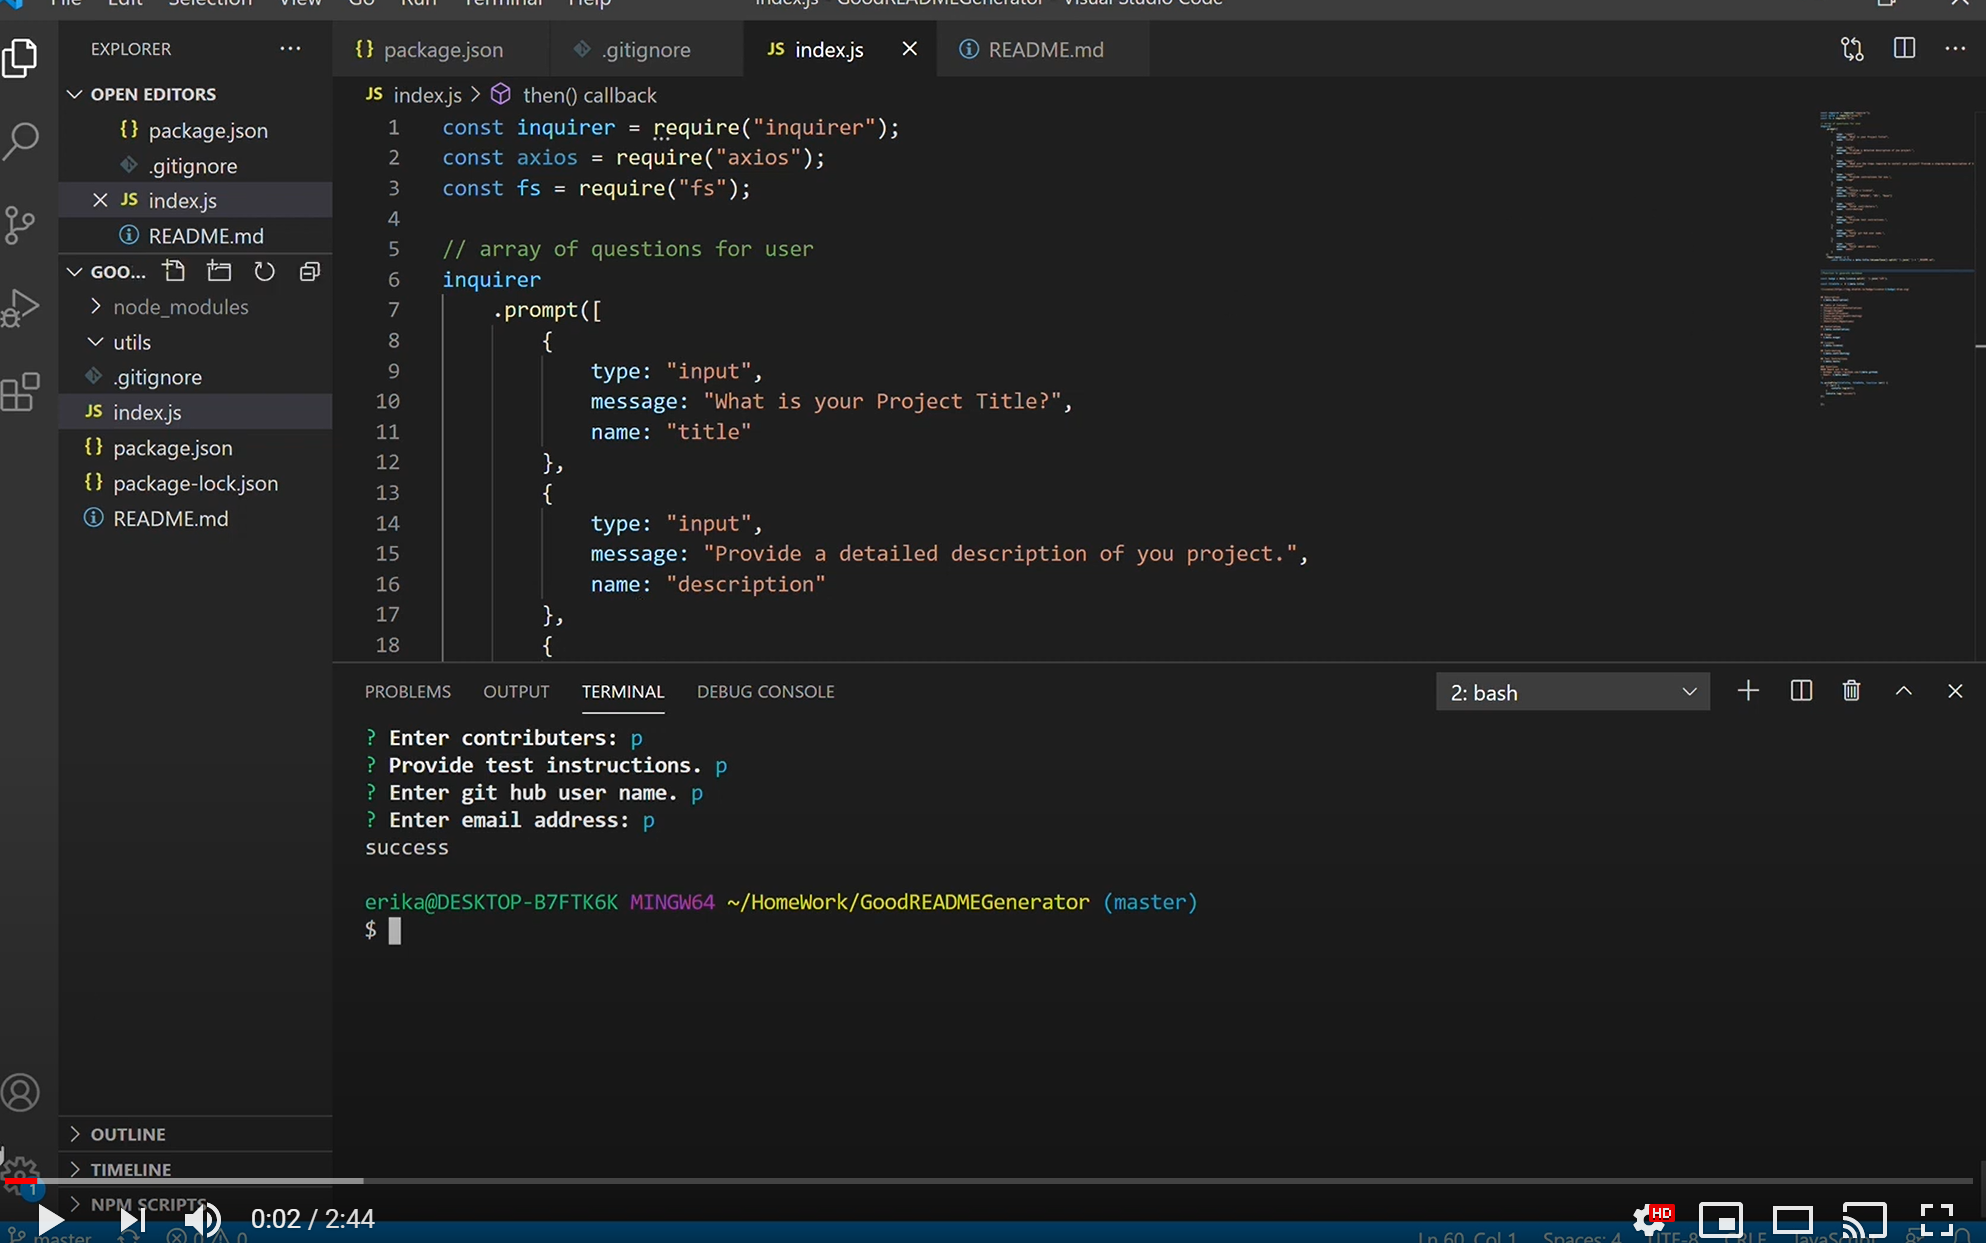 File Edit Selection View Go Run Terminal Help index.js - GoodREADMEGenerator - Visual Studio Code
EXPLORER
OPEN EDITORS
{} package.json
.gitignore
JS index.js
README.md
GOO...
node_modules
utils
.gitignore
JS index.js
{} package.json
{} package-lock.json
README.md
OUTLINE
TIMELINE
NPM SCRIPTS
{} package.json .gitignore JS index.js README.md
JS index.js > then() callback
1 const inquirer = require("inquirer");
2 const axios = require("axios");
3 const fs = require("fs");
4
5 // array of questions for user
6 inquirer
7 .prompt([
8 {
9 type: "input",
10 message: "What is your Project Title?",
11 name: "title"
12 },
13 {
14 type: "input",
15 message: "Provide a detailed description of you project.",
16 name: "description"
17 },
18 {
PROBLEMS OUTPUT TERMINAL DEBUG CONSOLE 2: bash
? Enter contributers: p
? Provide test instructions. p
? Enter git hub user name. p
? Enter email address: p
success
erika@DESKTOP-B7FTK6K MINGW64 ~/HomeWork/GoodREADMEGenerator (master)
$
1
0:02 / 2:44
HD
master 0 0 Ln 60, Col 1 Spaces: 4 UTF-8 CRLF JavaScript